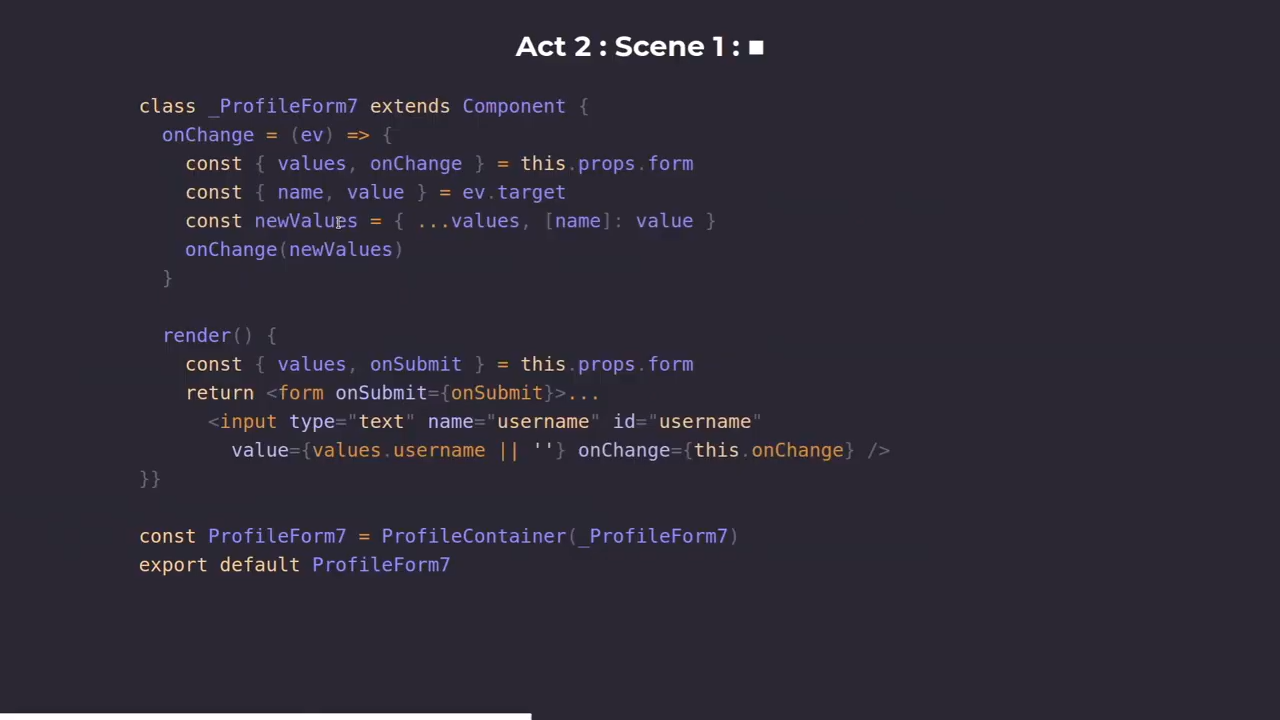 Act 2 : Scene 1 : ■
class _ProfileForm7 extends Component {
onChange = (ev) => {
const { values, onChange } = this.props.form
const { name, value } = ev.target
const newValues = { ...values, [name]: value }
onChange(newValues)
}
render() {
const { values, onSubmit } = this.props.form
return <form onSubmit={onSubmit}>...
<input type="text" name="username" id="username"
value={values.username || ''} onChange={this.onChange} />
}}
const ProfileForm7 = ProfileContainer(_ProfileForm7)
export default ProfileForm7